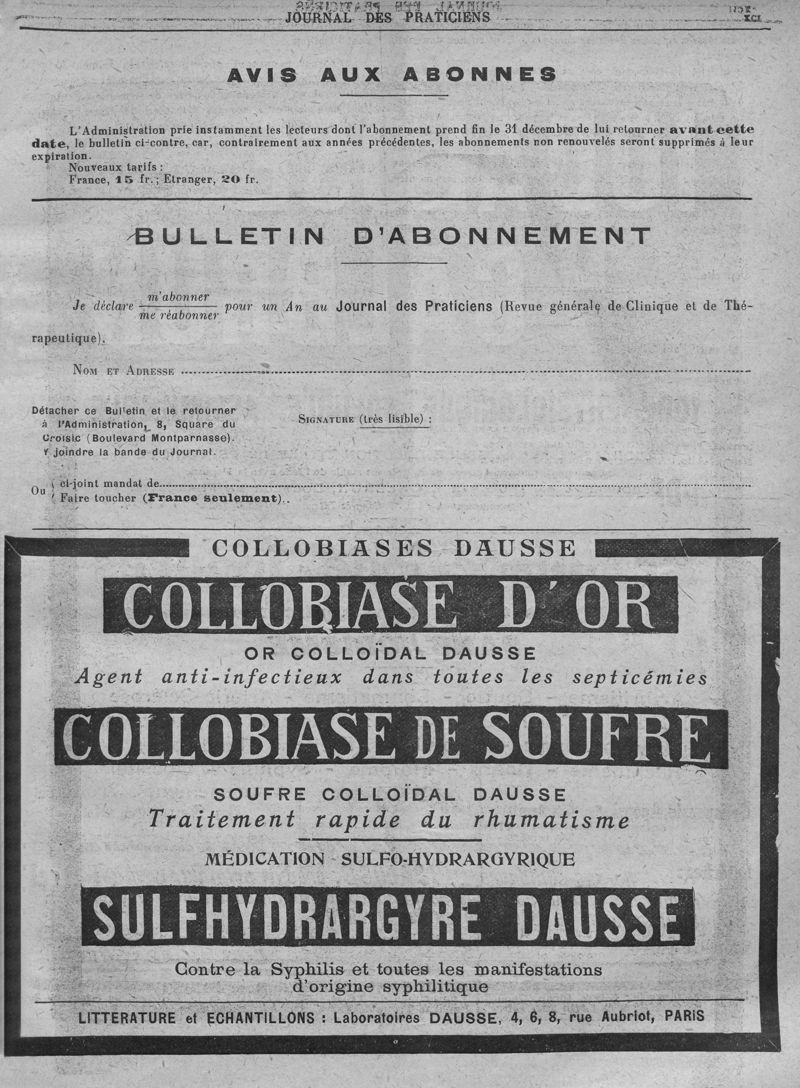 JOURNAL DES PRATICIENS
XCI
AVIS AUX ABONNES
L'Administration prie instamment les lecteurs dont l'abonnement prend fin le 31 décembre de lui retourner avant cette
date, le bulletin ci-contre, car, contrairement aux années précédentes, les abonnements non renouvelés seront supprimés à leur
expiration.
Nouveaux tarifs :
France, 15 fr. ; Etranger, 20 fr.
BULLETIN D'ABONNEMENT
Je déclare m'abonner
me réabonner pour un An au Journal des Praticiens (Revue générale de Clinique et de Thé-
rapeutique).
NOM ET ADRESSE
Détacher ce Bulletin et le retourner
à l'Administration, 8, Square du
Croisic (Boulevard Montparnasse).
Y joindre la bande du Journal.
SIGNATURE (très lisible) :
Ou ci-joint mandat de
Faire toucher (France seulement)..
COLLOBIASES DAUSSE
COLLOBIASE D'OR
OR COLLOÏDAL DAUSSE
Agent anti-infectieux dans toutes les septicémies
COLLOBIASE DE SOUFRE
SOUFRE COLLOÏDAL DAUSSE
Traitement rapide du rhumatisme
MÉDICATION SULFO-HYDRARGYRIQUE
SULFHYDRARGYRE DAUSSE
Contre la Syphilis et toutes les manifestations
d'origine syphilitique
LITTERATURE et ECHANTILLONS : Laboratoires DAUSSE, 4, 6, 8, rue Aubriot, PARIS